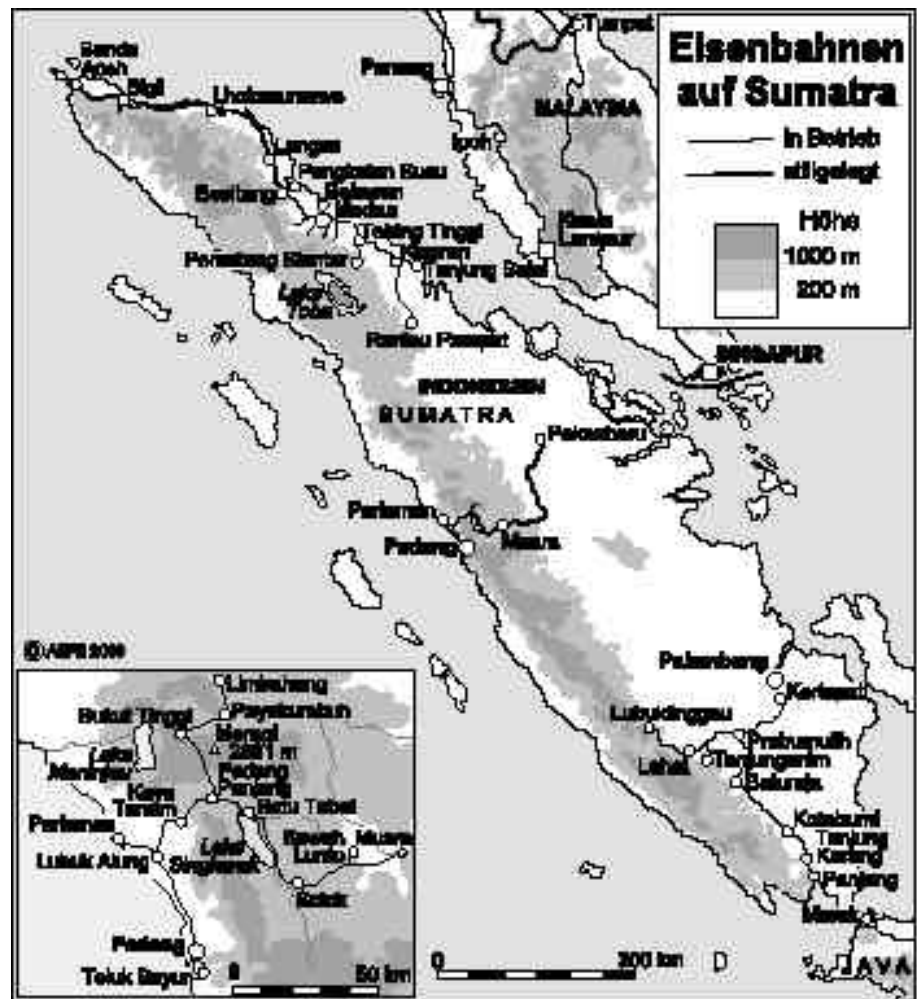 Eisenbahnen
auf Sumatra
in Betrieb
stillgelegt
Höhe
1000 m
200 m
Banda
Aceh
Sigli
Lhokseumawe
Langsa
Pangkalan Susu
Besitang
Belawan
Medan
Tebing Tinggi
Kisaran
Tanjung Balai
Pematang Siantar
Lake
Toba
Rantau Prapat
Tumpat
Penang
MALAYSIA
Ipoh
Kuala
Lumpur
SINGAPUR
INDONESIEN
SUMATRA
Pekanbaru
Pariaman
Padang
Muara
Palembang
Kertapati
Lubuklinggau
Prabumulih
Lahat
Tanjungenim
Baturaja
Kotabumi
Tanjung
Karang
Panjang
Merak
JAVA
0 200 km
Limbahang
Bukit Tinggi
Payakumbuh
Merapi
2891 m
Lake
Maninjau
Padang
Panjang
Kayu
Tanam
Batu Tabal
Pariaman
Lubuk Alung
Lake
Singkarak
Sawah
Lunto
Muara
Solok
Padang
Teluk Bayur
0 50 km